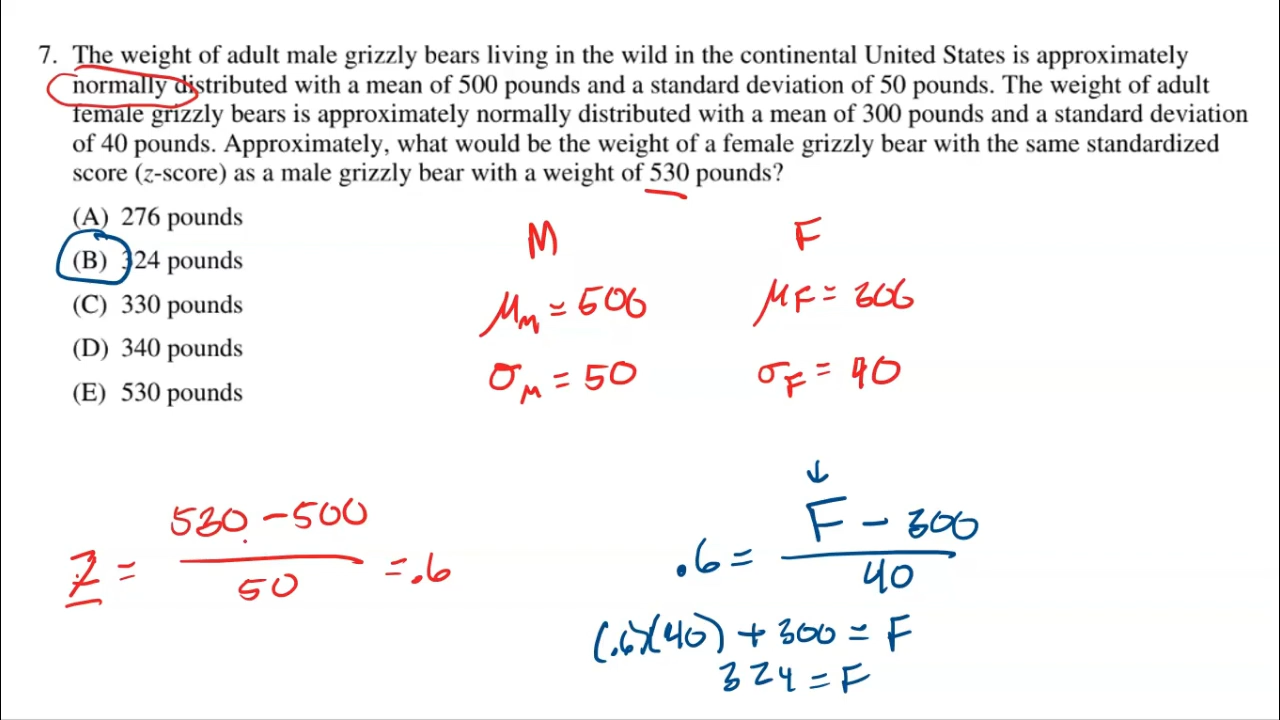 7. The weight of adult male grizzly bears living in the wild in the continental United States is approximately
normally distributed with a mean of 500 pounds and a standard deviation of 50 pounds. The weight of adult
female grizzly bears is approximately normally distributed with a mean of 300 pounds and a standard deviation
of 40 pounds. Approximately, what would be the weight of a female grizzly bear with the same standardized
score (z-score) as a male grizzly bear with a weight of 530 pounds?
(A) 276 pounds
(B) 324 pounds
(C) 330 pounds
(D) 340 pounds
(E) 530 pounds
M F
μM = 500 μF = 300
σM = 50 σF = 40
530 - 500
Z = = .6
50
F - 300
.6 =
40
(.6)(40) + 300 = F
324 = F